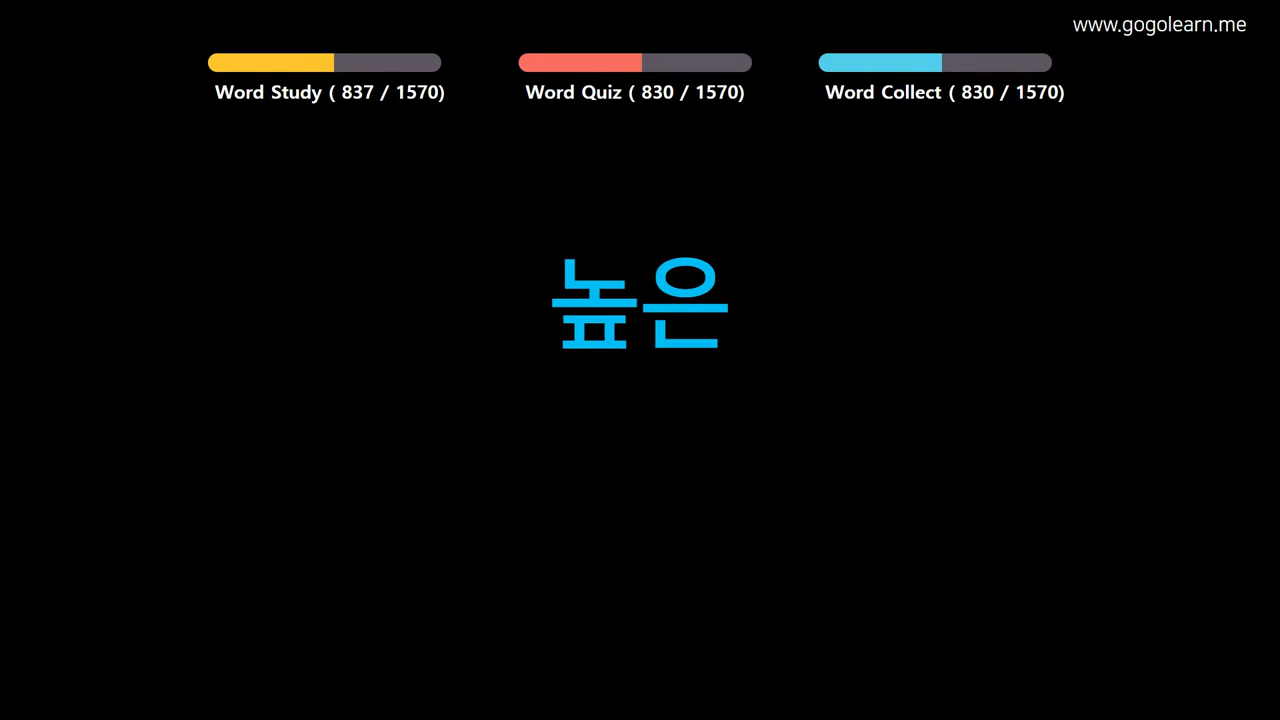 www.gogolearn.me
Word Study ( 837 / 1570) Word Quiz ( 830 / 1570) Word Collect ( 830 / 1570)
높은